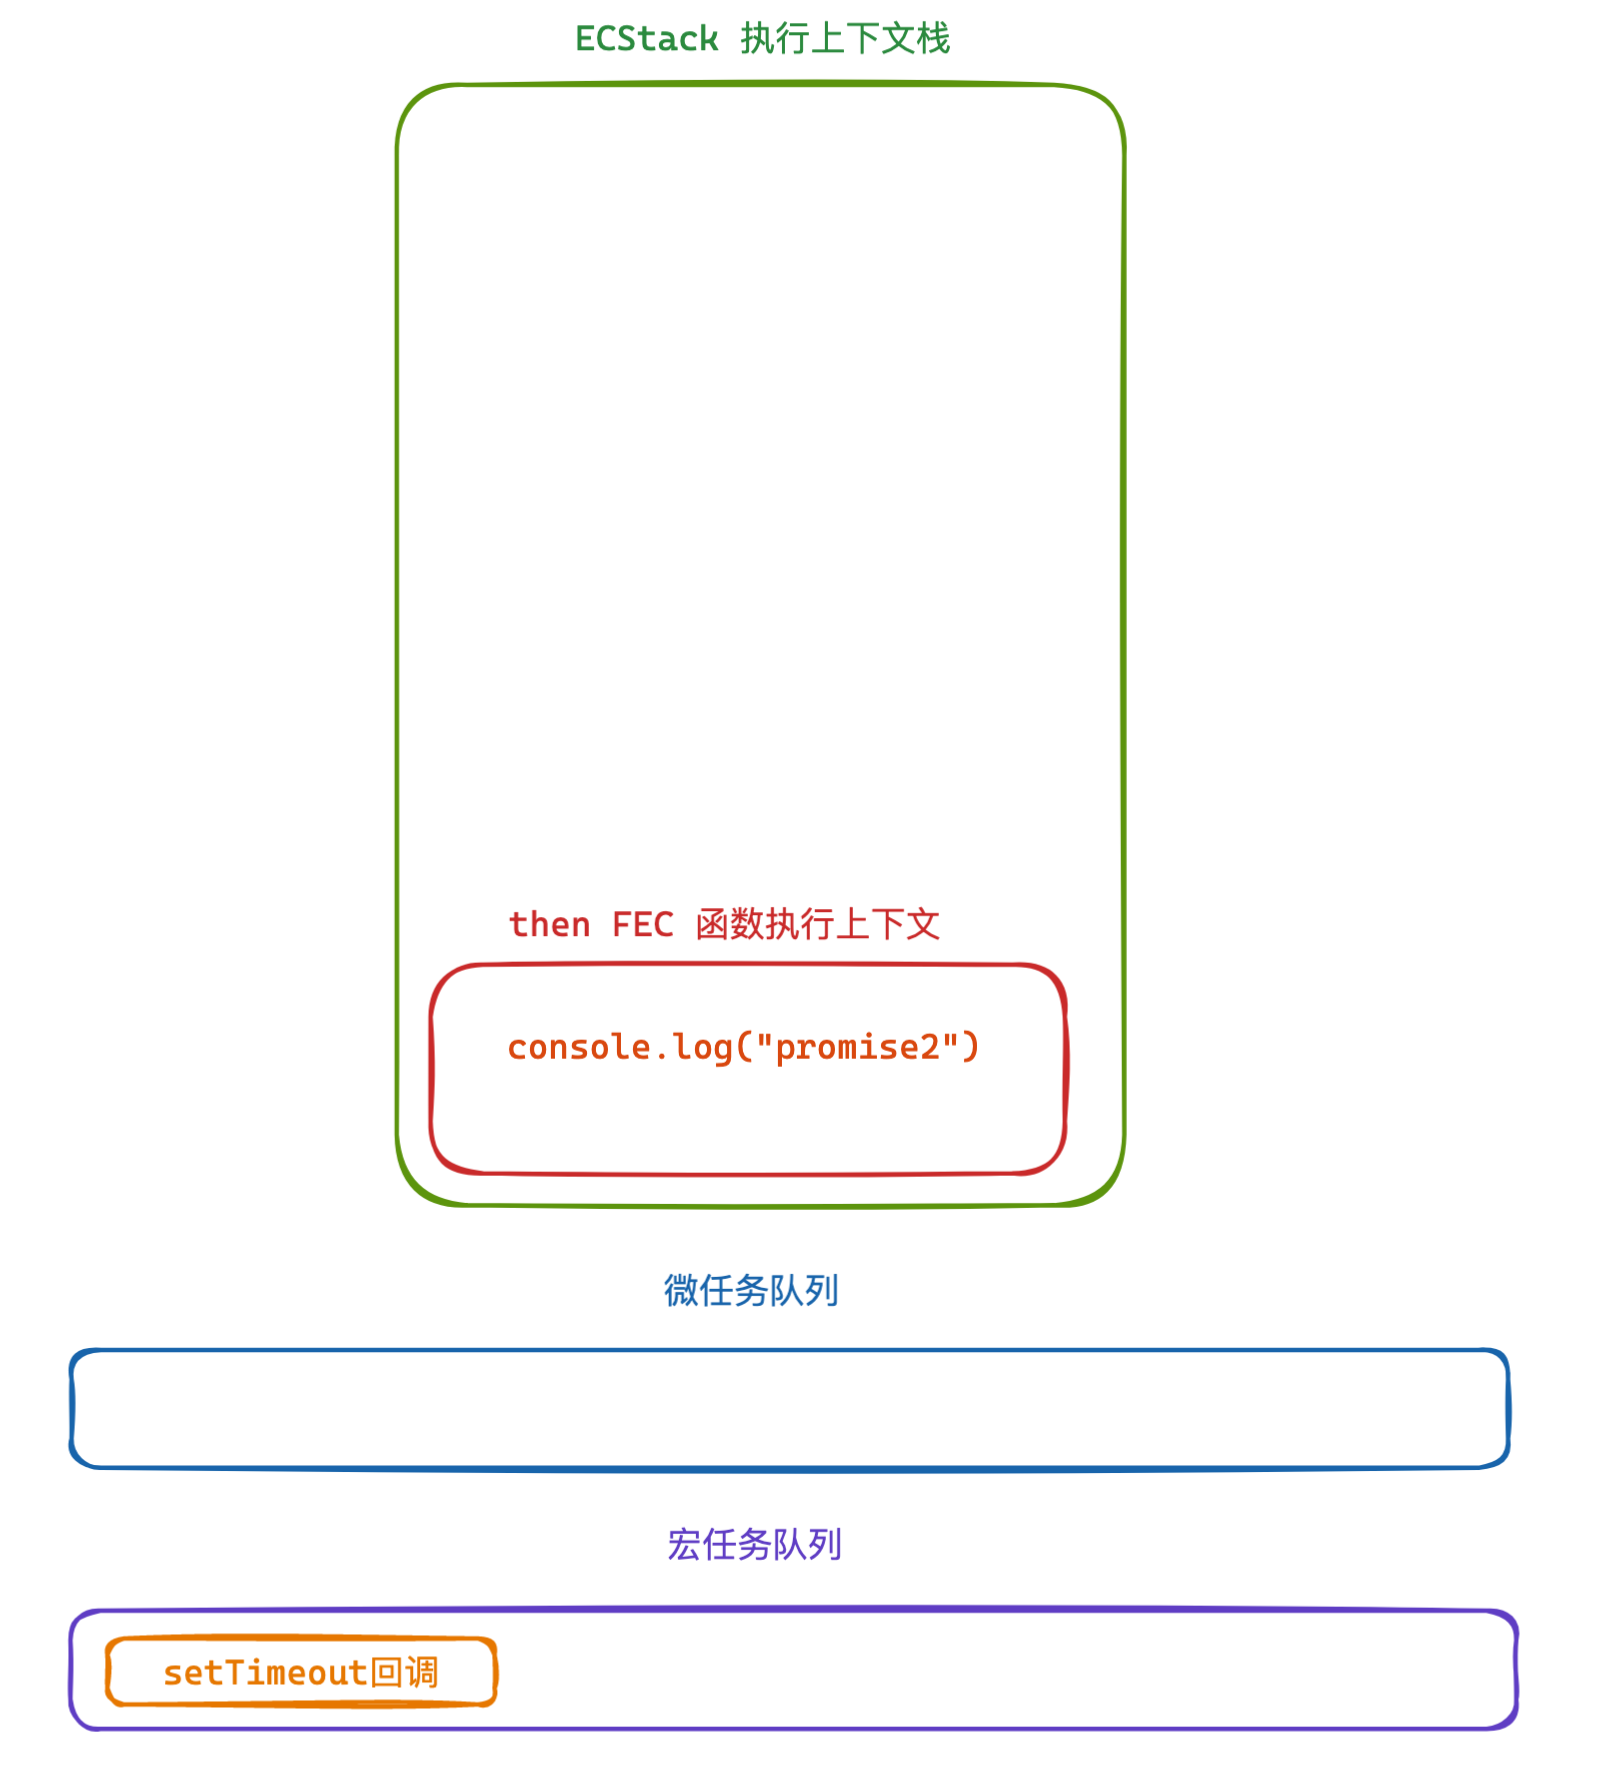 ECStack 执行上下文栈
then FEC 函数执行上下文
console.log("promise2")
微任务队列
宏任务队列
setTimeout回调